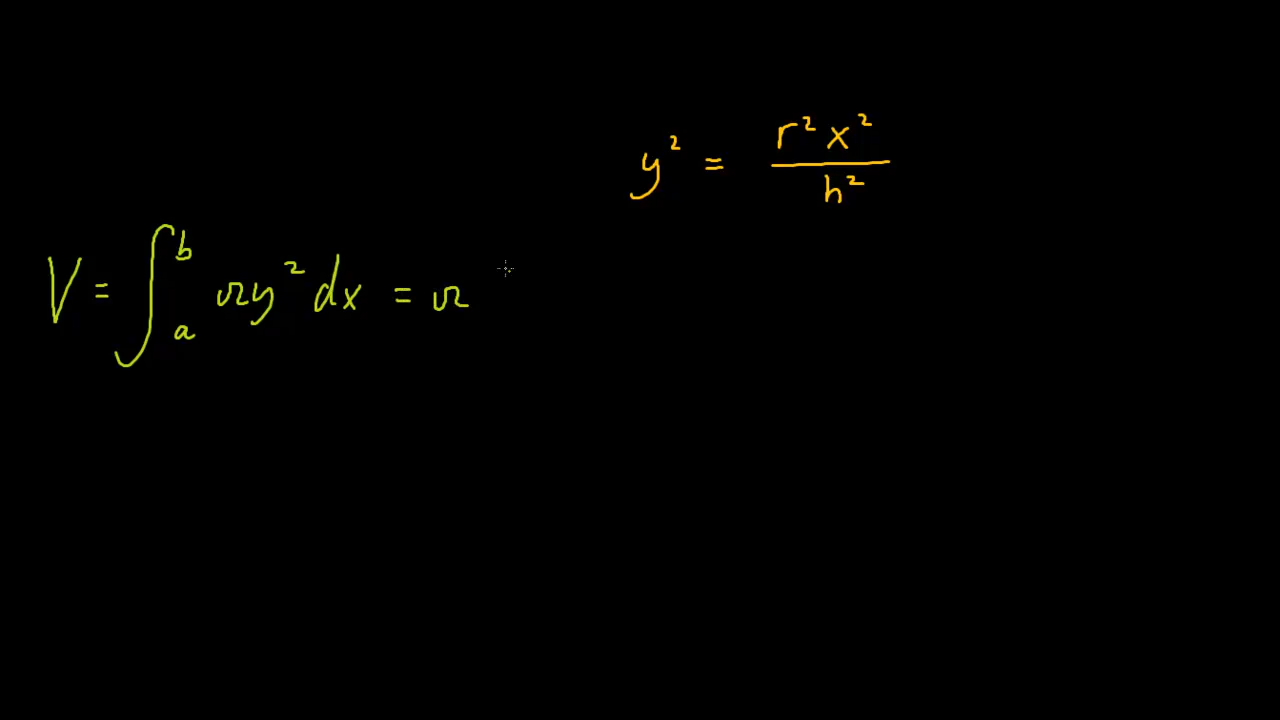 y² = r²x² / h²
V = ∫ₐᵇ πy² dx = π